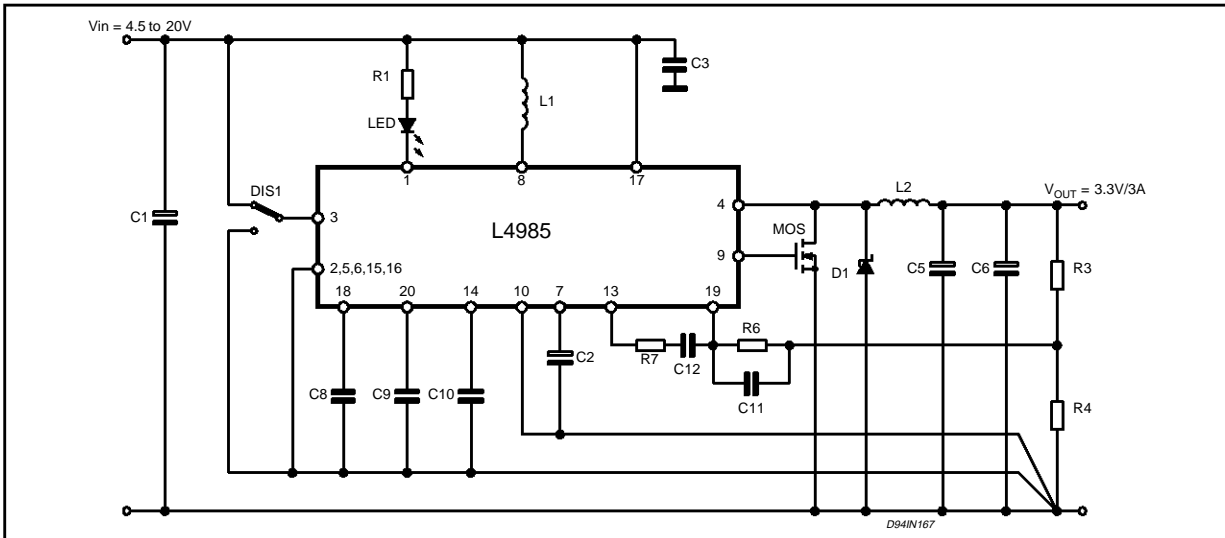 Vin = 4.5 to 20V
C3
R1
L1
LED
1
8
17
DIS1
L2
V_OUT = 3.3V/3A
C1
3
4
L4985
MOS
9
D1
C5
C6
R3
2,5,6,15,16
18
20
14
10
7
13
19
R6
C2
R7
C12
C11
C8
C9
C10
R4
D94IN167